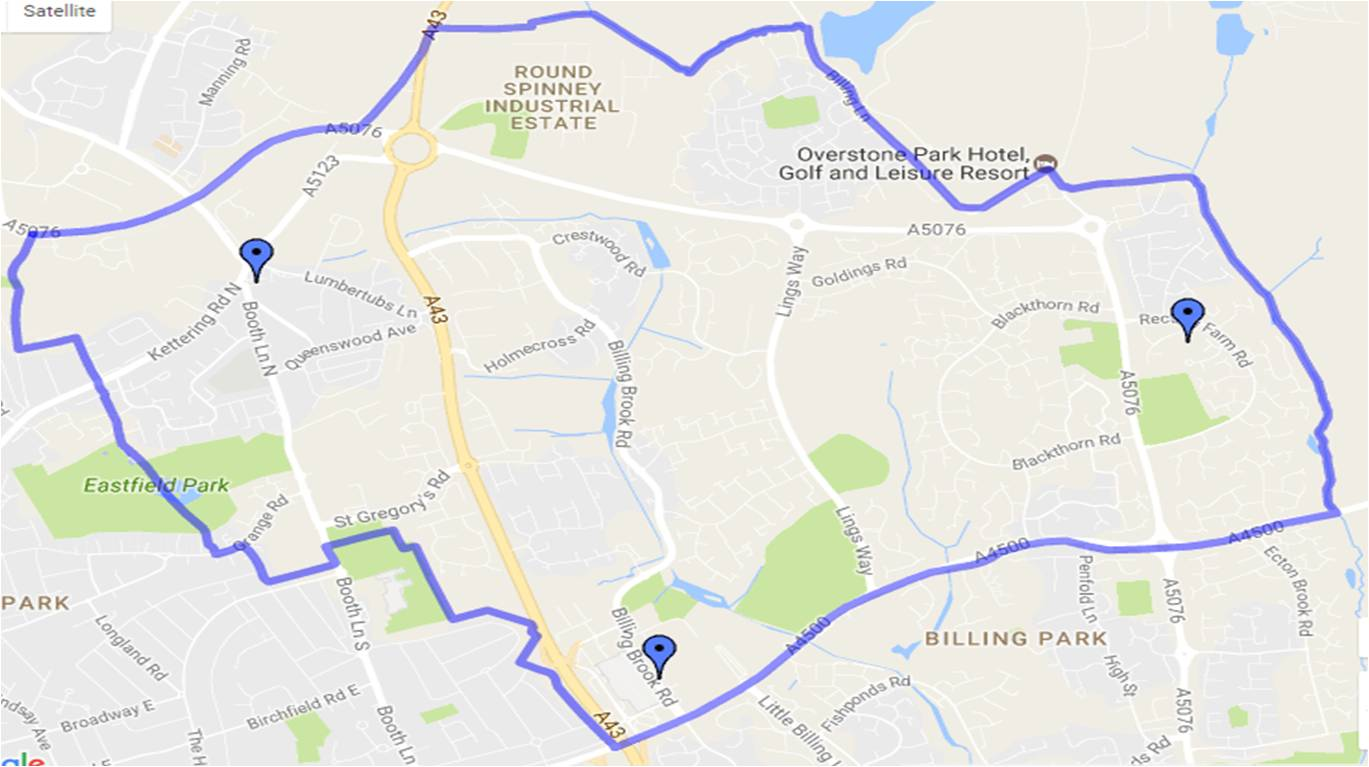 Satellite
A43
Manning Rd
ROUND
SPINNEY
INDUSTRIAL
ESTATE
Billing Ln
A5076
A5123
Overstone Park Hotel,
Golf and Leisure Resort
A5076
A5076
Crestwood Rd
Lings Way
Goldings Rd
Lumbertubs Ln
Kettering Rd N
Booth Ln N
Queenswood Ave
A43
Holmecross Rd
Billing Brook Rd
Blackthorn Rd
Farm Rd
A5076
Blackthorn Rd
Eastfield Park
Grange Rd
St Gregory's Rd
Lings Way
A4500
A4500
PARK
Longland Rd
Booth Ln S
Billing Brook Rd
A4500
Penfold Ln
A5076
Ecton Brook Rd
BILLING PARK
High St
Broadway E
Birchfield Rd E
Booth Ln
A43
Little Billing
Fishponds Rd
A5076
The H